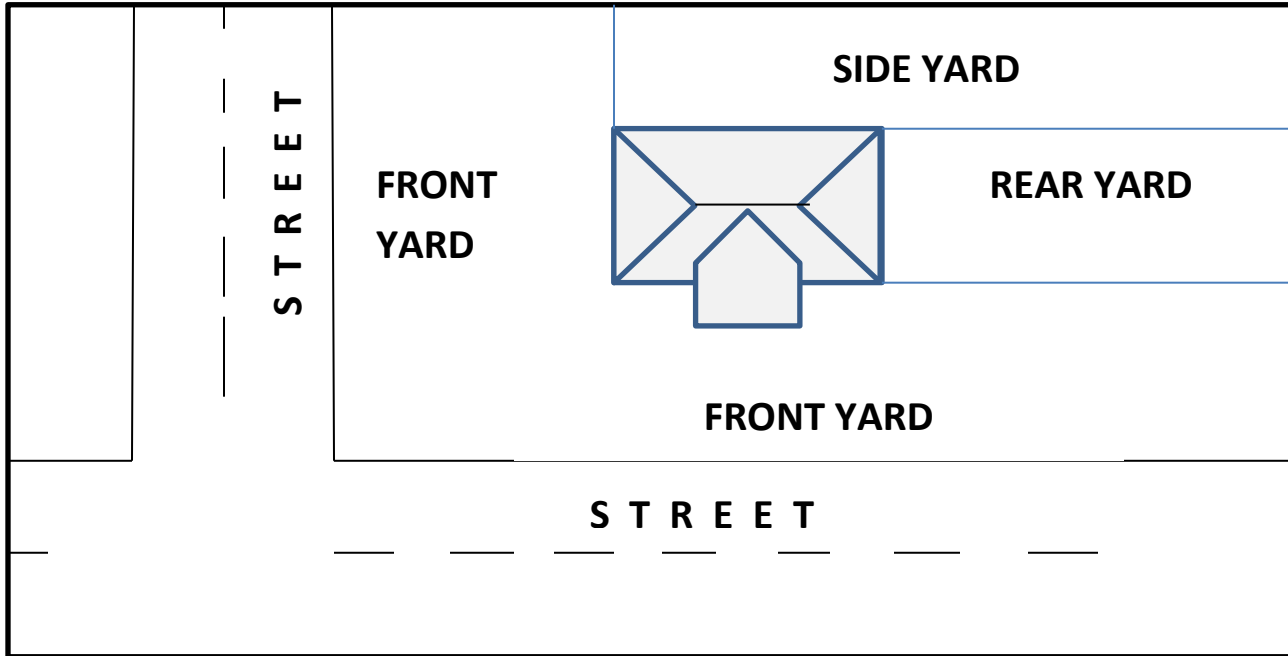 SIDE YARD
STREET
FRONT
YARD
REAR YARD
FRONT YARD
STREET